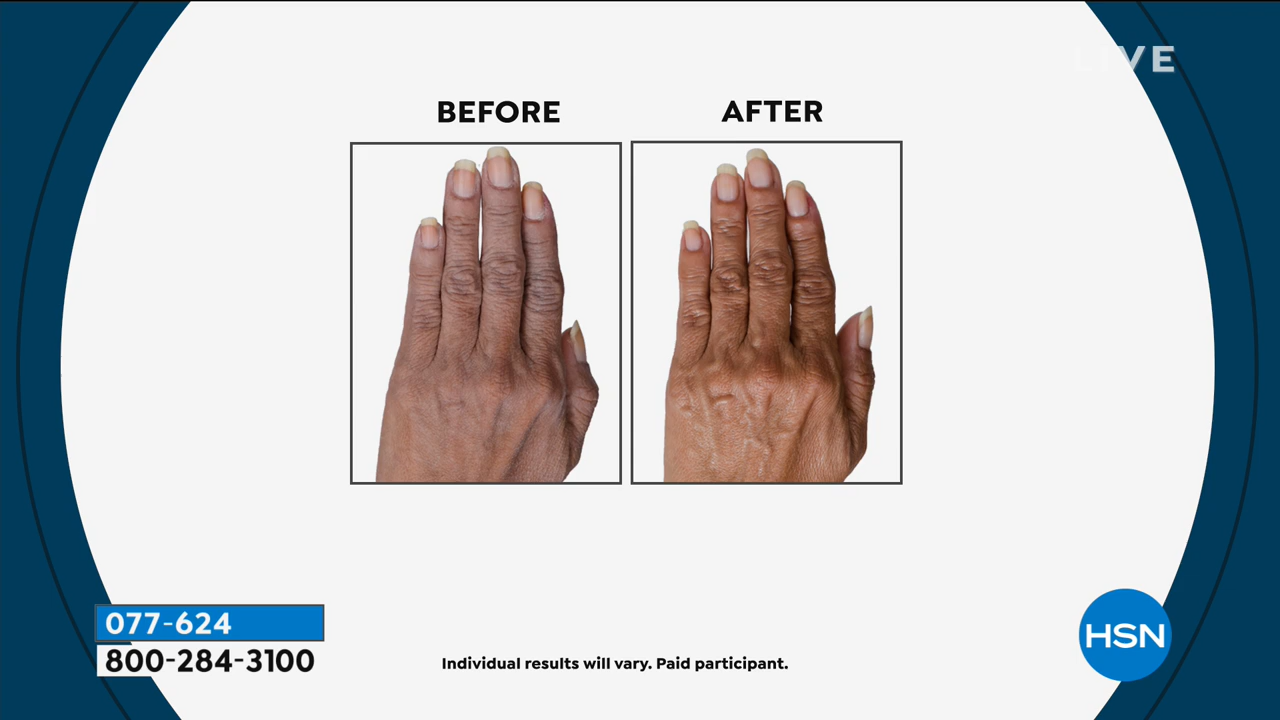 LIVE
BEFORE
AFTER
077-624
800-284-3100
Individual results will vary. Paid participant.
HSN